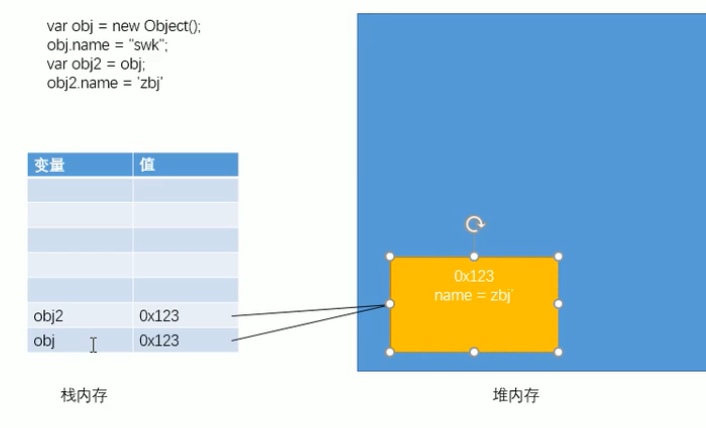 var obj = new Object();
obj.name = "swk";
var obj2 = obj;
obj2.name = 'zbj'
变量 值
obj2 0x123
obj 0x123
0x123
name = zbj'
栈内存
堆内存